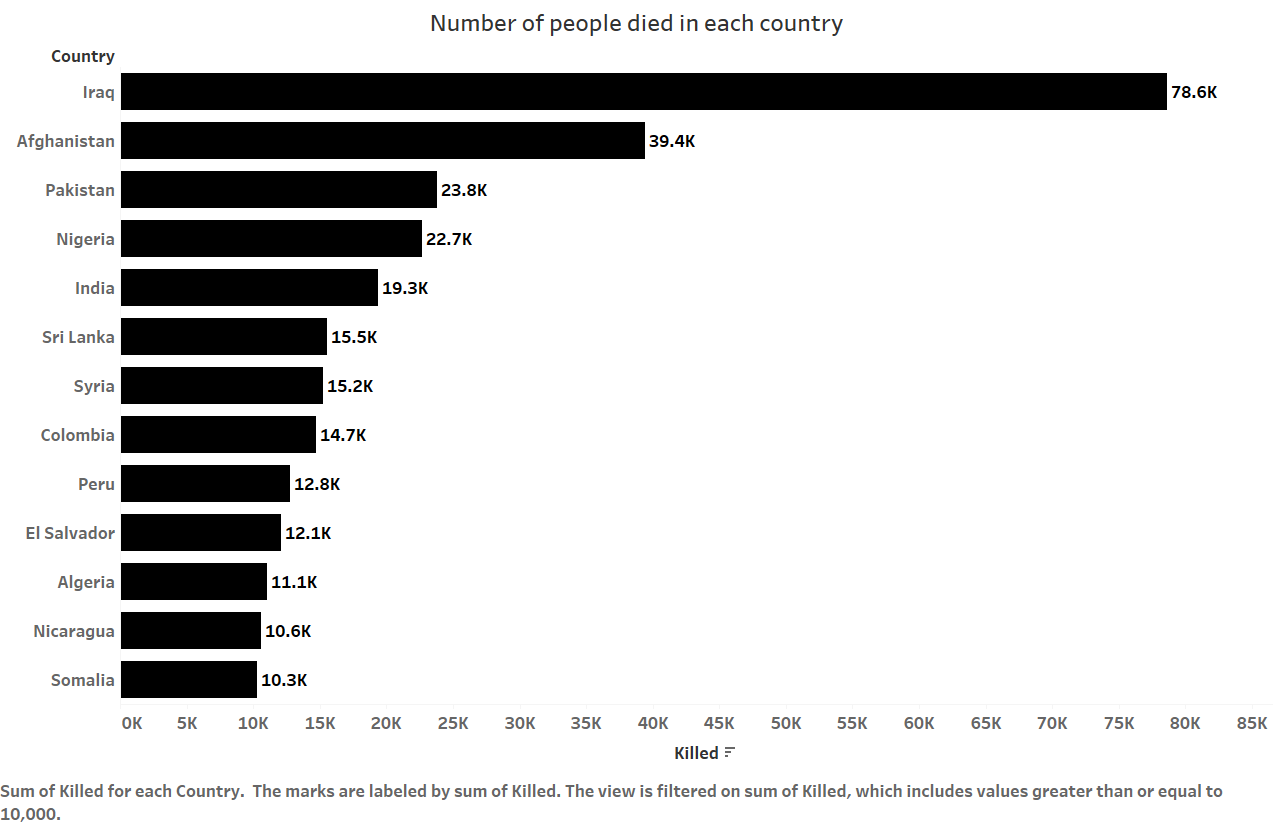 Number of people died in each country
Country
Iraq 78.6K
Afghanistan 39.4K
Pakistan 23.8K
Nigeria 22.7K
India 19.3K
Sri Lanka 15.5K
Syria 15.2K
Colombia 14.7K
Peru 12.8K
El Salvador 12.1K
Algeria 11.1K
Nicaragua 10.6K
Somalia 10.3K
0K 5K 10K 15K 20K 25K 30K 35K 40K 45K 50K 55K 60K 65K 70K 75K 80K 85K
Killed
Sum of Killed for each Country.  The marks are labeled by sum of Killed. The view is filtered on sum of Killed, which includes values greater than or equal to
10,000.